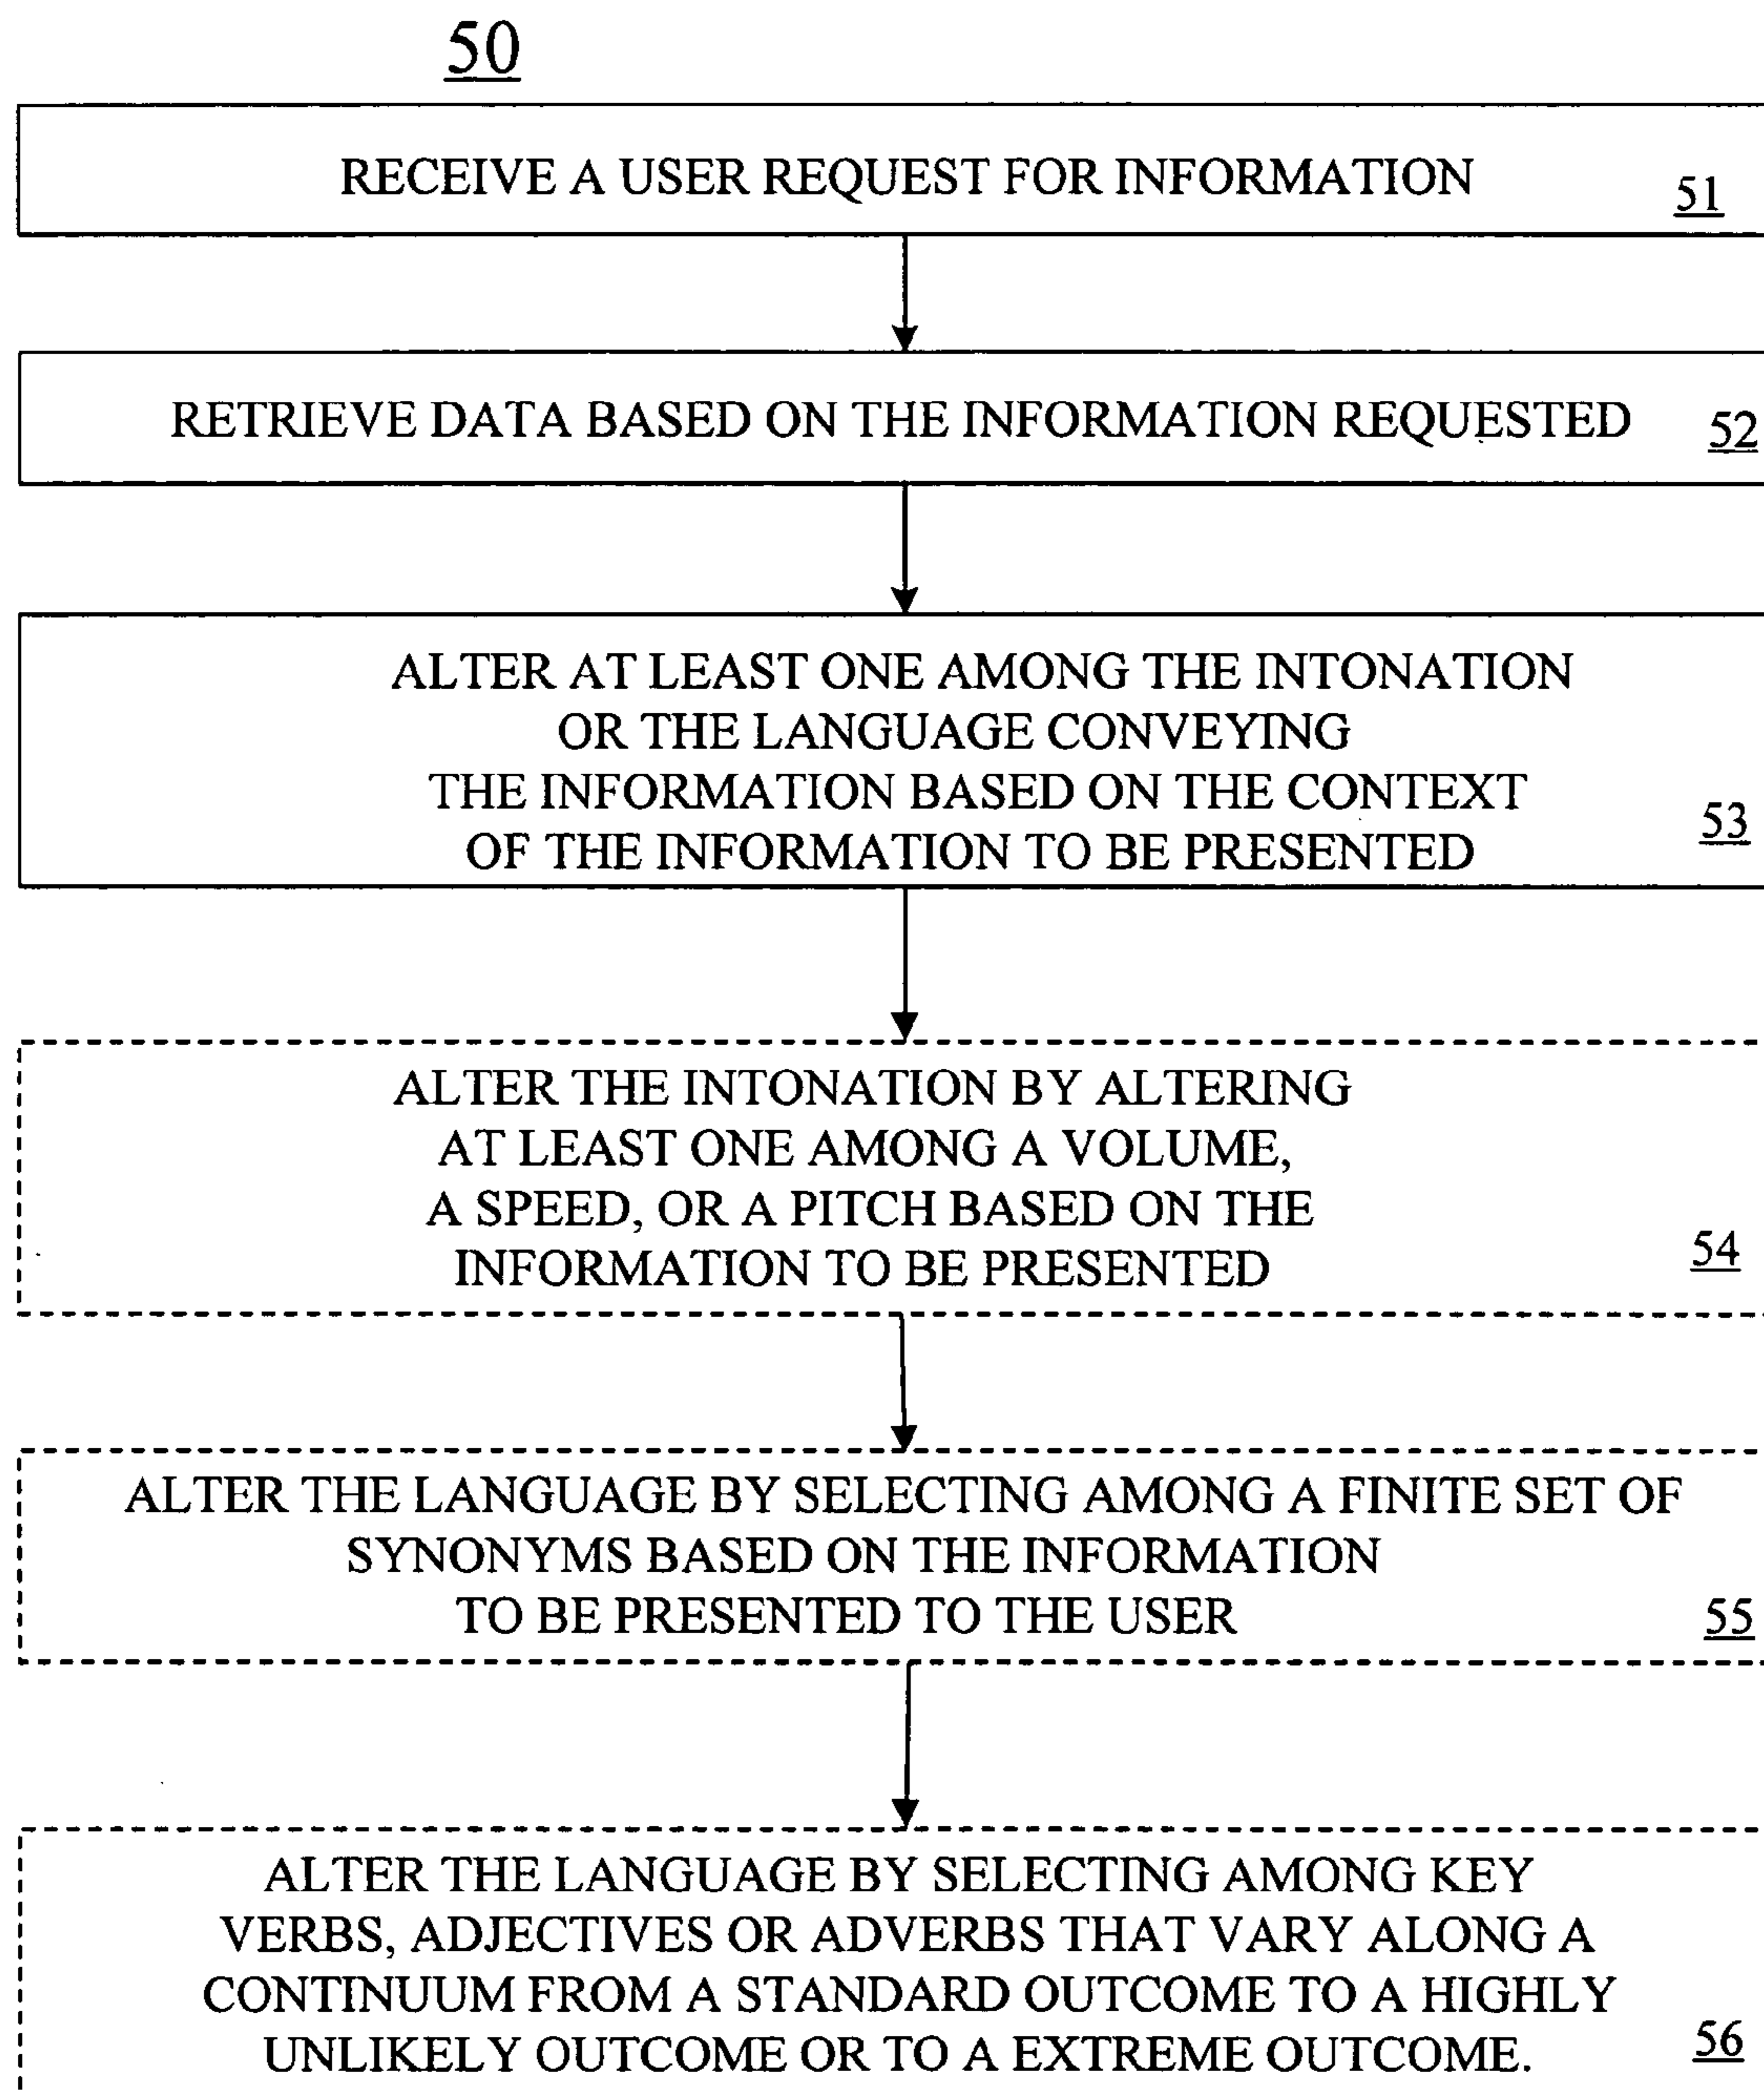 50
RECEIVE A USER REQUEST FOR INFORMATION 51
RETRIEVE DATA BASED ON THE INFORMATION REQUESTED 52
ALTER AT LEAST ONE AMONG THE INTONATION
OR THE LANGUAGE CONVEYING
THE INFORMATION BASED ON THE CONTEXT
OF THE INFORMATION TO BE PRESENTED 53
ALTER THE INTONATION BY ALTERING
AT LEAST ONE AMONG A VOLUME,
A SPEED, OR A PITCH BASED ON THE
INFORMATION TO BE PRESENTED 54
ALTER THE LANGUAGE BY SELECTING AMONG A FINITE SET OF
SYNONYMS BASED ON THE INFORMATION
TO BE PRESENTED TO THE USER 55
ALTER THE LANGUAGE BY SELECTING AMONG KEY
VERBS, ADJECTIVES OR ADVERBS THAT VARY ALONG A
CONTINUUM FROM A STANDARD OUTCOME TO A HIGHLY
UNLIKELY OUTCOME OR TO A EXTREME OUTCOME. 56